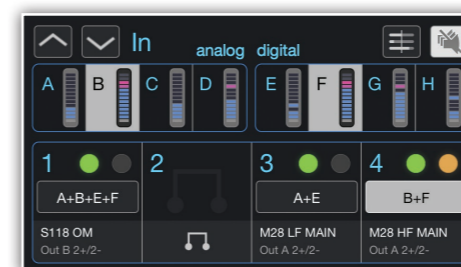 In analog digital
A B C D E F G H
1 2 3 4
A+B+E+F A+E B+F
S118 OM M28 LF MAIN M28 HF MAIN
Out B 2+/2- Out A 2+/2- Out A 2+/2-